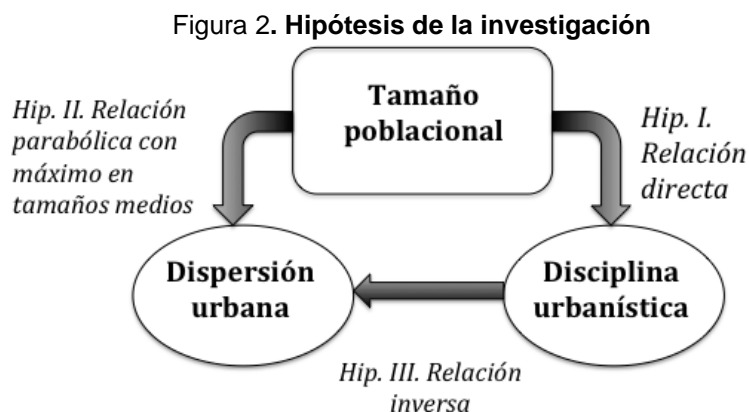 Figura 2. Hipótesis de la investigación
Tamaño
poblacional
Hip. II. Relación
parabólica con
máximo en
tamaños medios
Hip. I.
Relación
directa
Dispersión
urbana
Disciplina
urbanística
Hip. III. Relación
inversa